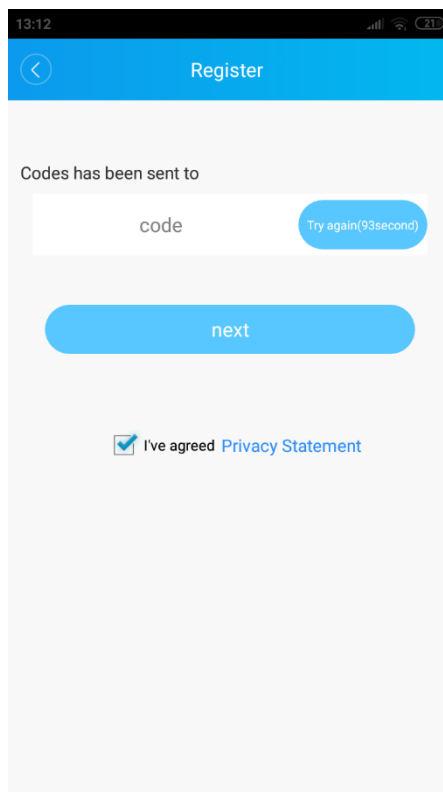 13:12
21
Register
Codes has been sent to
code
Try again(93second)
next
I've agreed Privacy Statement